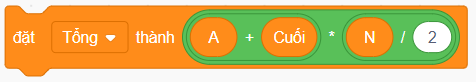 đặt Tổng thành A + Cuối * N / 2